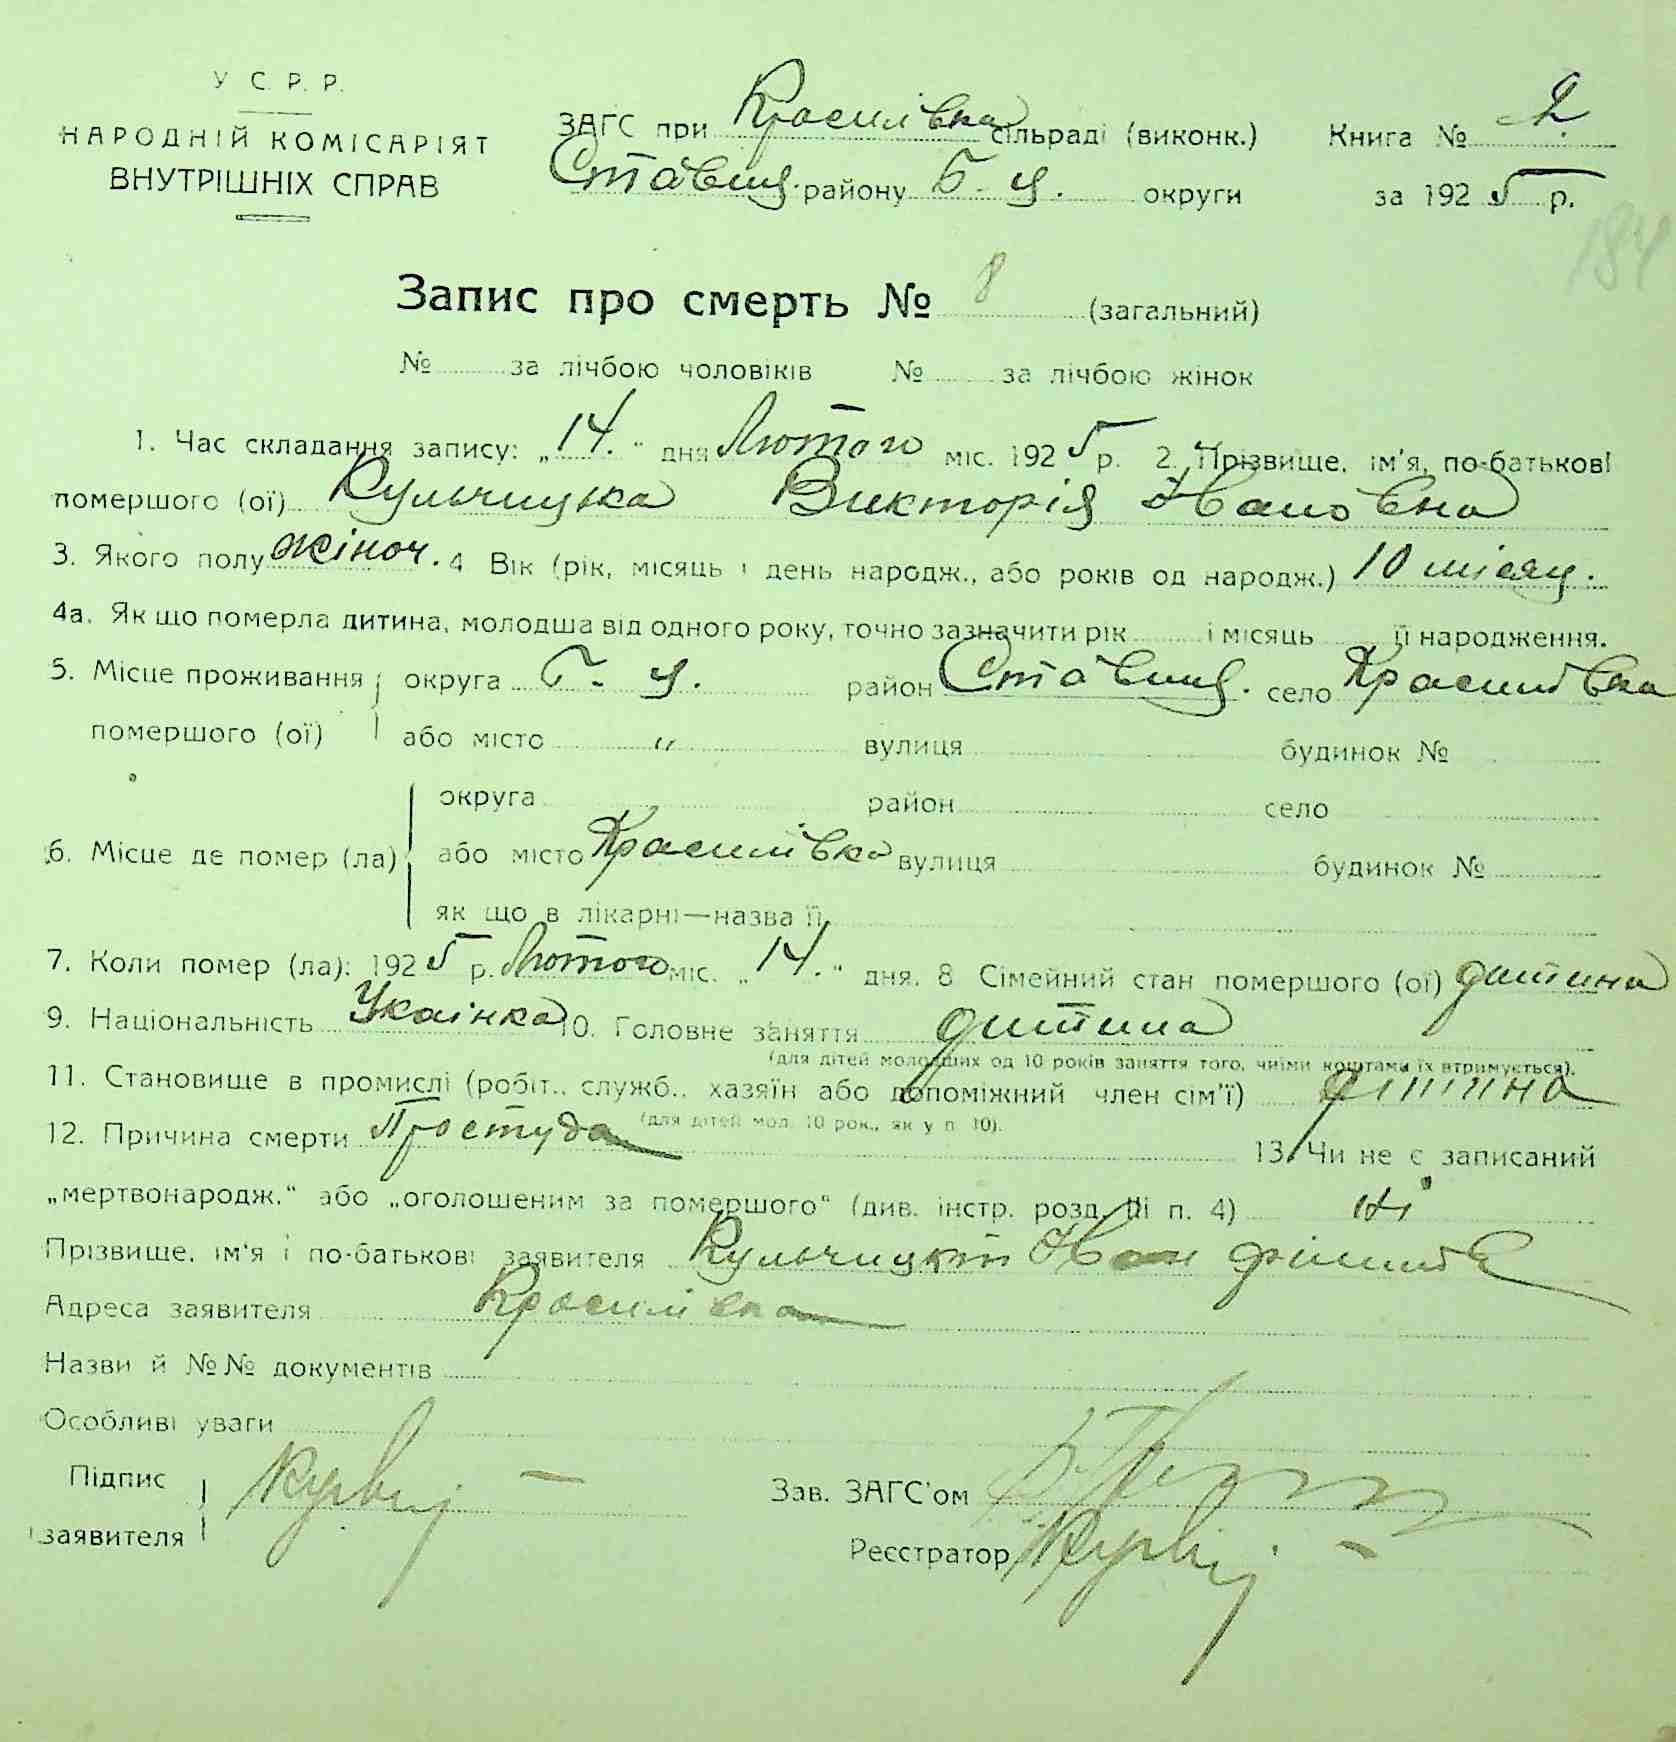 У С. Р. Р.
НАРОДНІЙ КОМІСАРІЯТ
ВНУТРІШНІХ СПРАВ
ЗАГС при Красилівка сільраді (виконк.) Книга № 2
Ставищ. району Б-Ц. округи за 1925 р.
184
Запис про смерть № 8 (загальний)
№ за лічбою чоловіків № за лічбою жінок
1. Час складання запису: „14." дня Лютого міс. 1925 р. 2. Прізвище, ім'я, по-батькові
помершого (ої) Кульчицка Викторія Ивановна
3. Якого полу жіноч. 4 Вік (рік, місяць і день народж., або років од народж.) 10 місяц.
4а. Як що померла дитина, молодша від одного року, точно зазначити рік і місяць її народження.
5. Місце проживання округа Б-Ц. район Ставищ. село Красилівка
помершого (ої) або місто " вулиця будинок №
округа район село
6. Місце де помер (ла) або місто Красилівка вулиця будинок №
як що в лікарні—назва її
7. Коли помер (ла): 1925 р. Лютого міс. „14." дня. 8 Сімейний стан помершого (ої) дитина
9. Національність Укаінка 10. Головне заняття дитина
(для дітей молодших од 10 років заняття того, чиїми коштами їх втримується).
11. Становище в промислі (робіт., служб., хазяїн або допоміжний член сім'ї) дитина
(для дітей мол. 10 рок., як у п 10).
12. Причина смерти Простуда 13. Чи не є записаний
„мертвонародж." або „оголошеним за помершого" (див. інстр. розд. III п. 4) ні
Прізвище, ім'я і по-батькові заявителя Кульчицкий Иван
Адреса заявителя Красилівка
Назви й №№ документів
Особливі уваги
Підпис
заявителя
Зав. ЗАГС'ом
Реєстратор